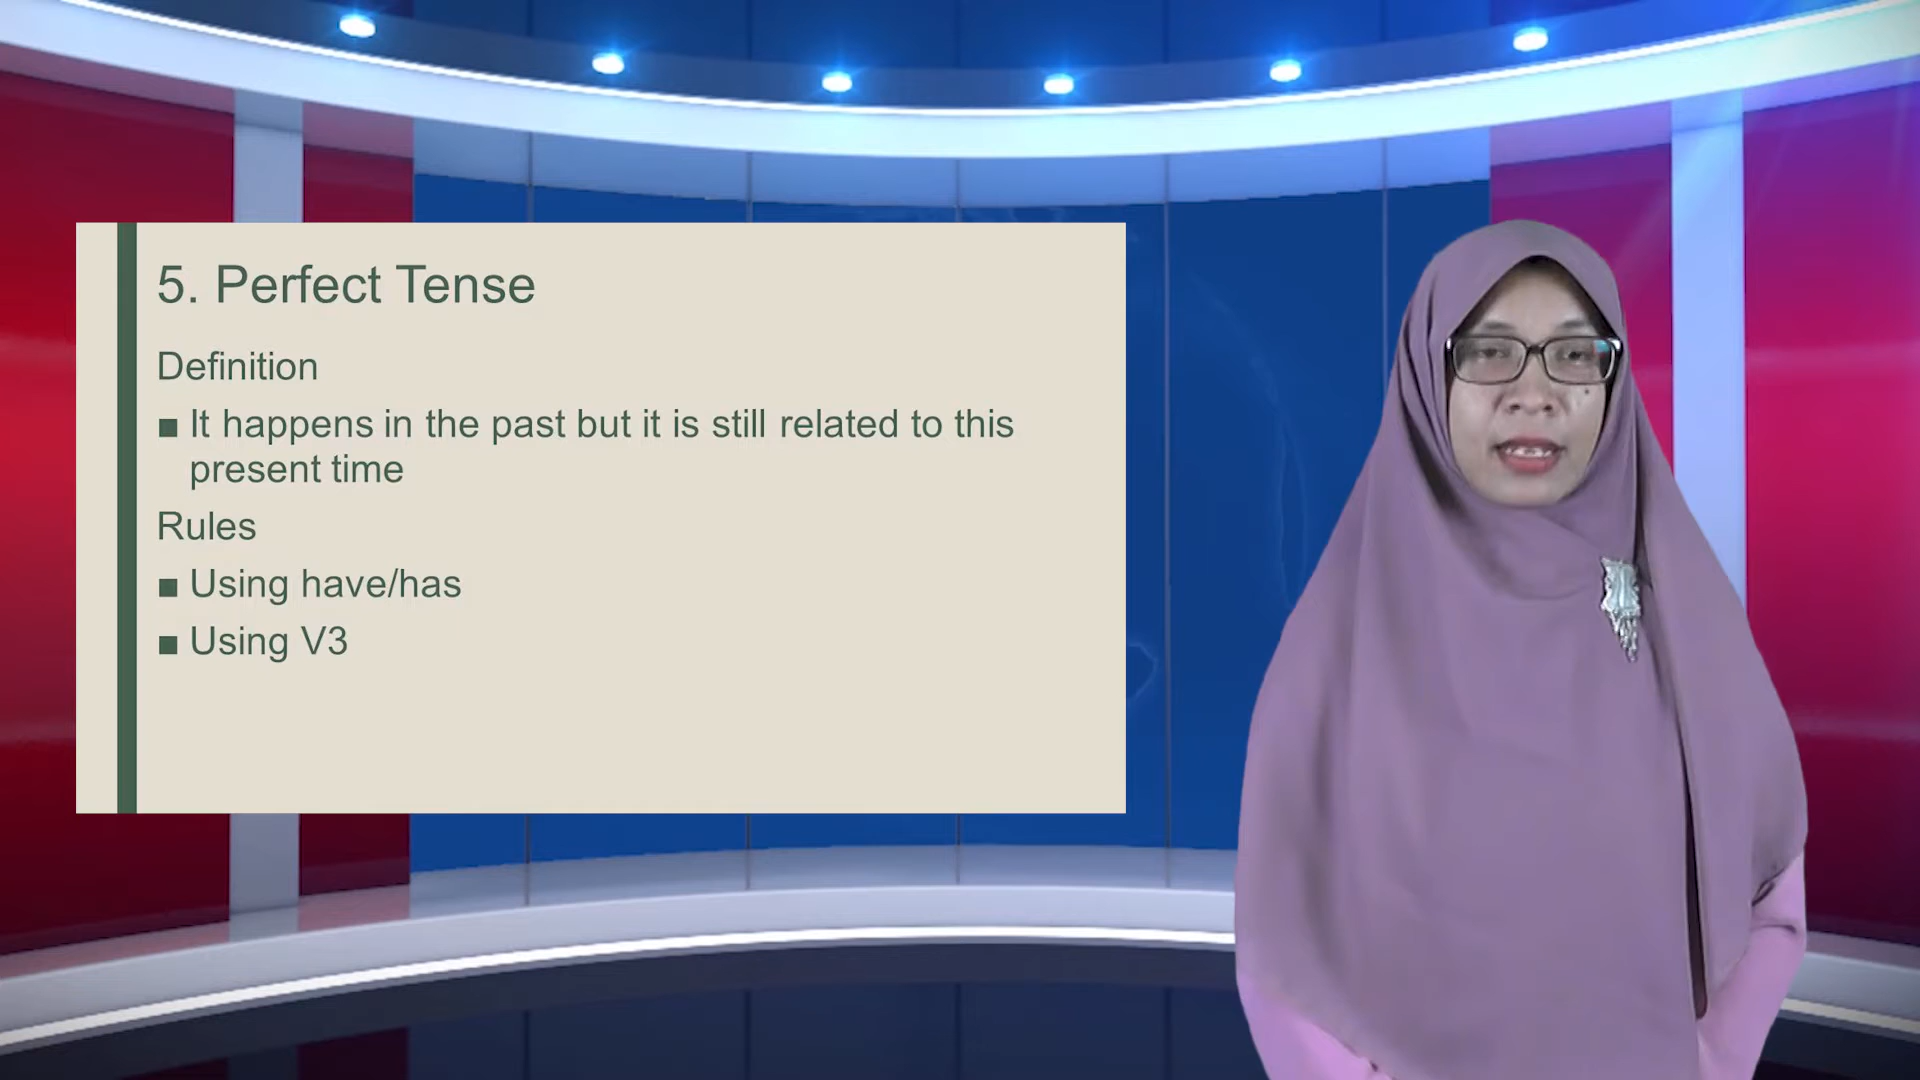 5. Perfect Tense
Definition
■ It happens in the past but it is still related to this
present time
Rules
■ Using have/has
■ Using V3